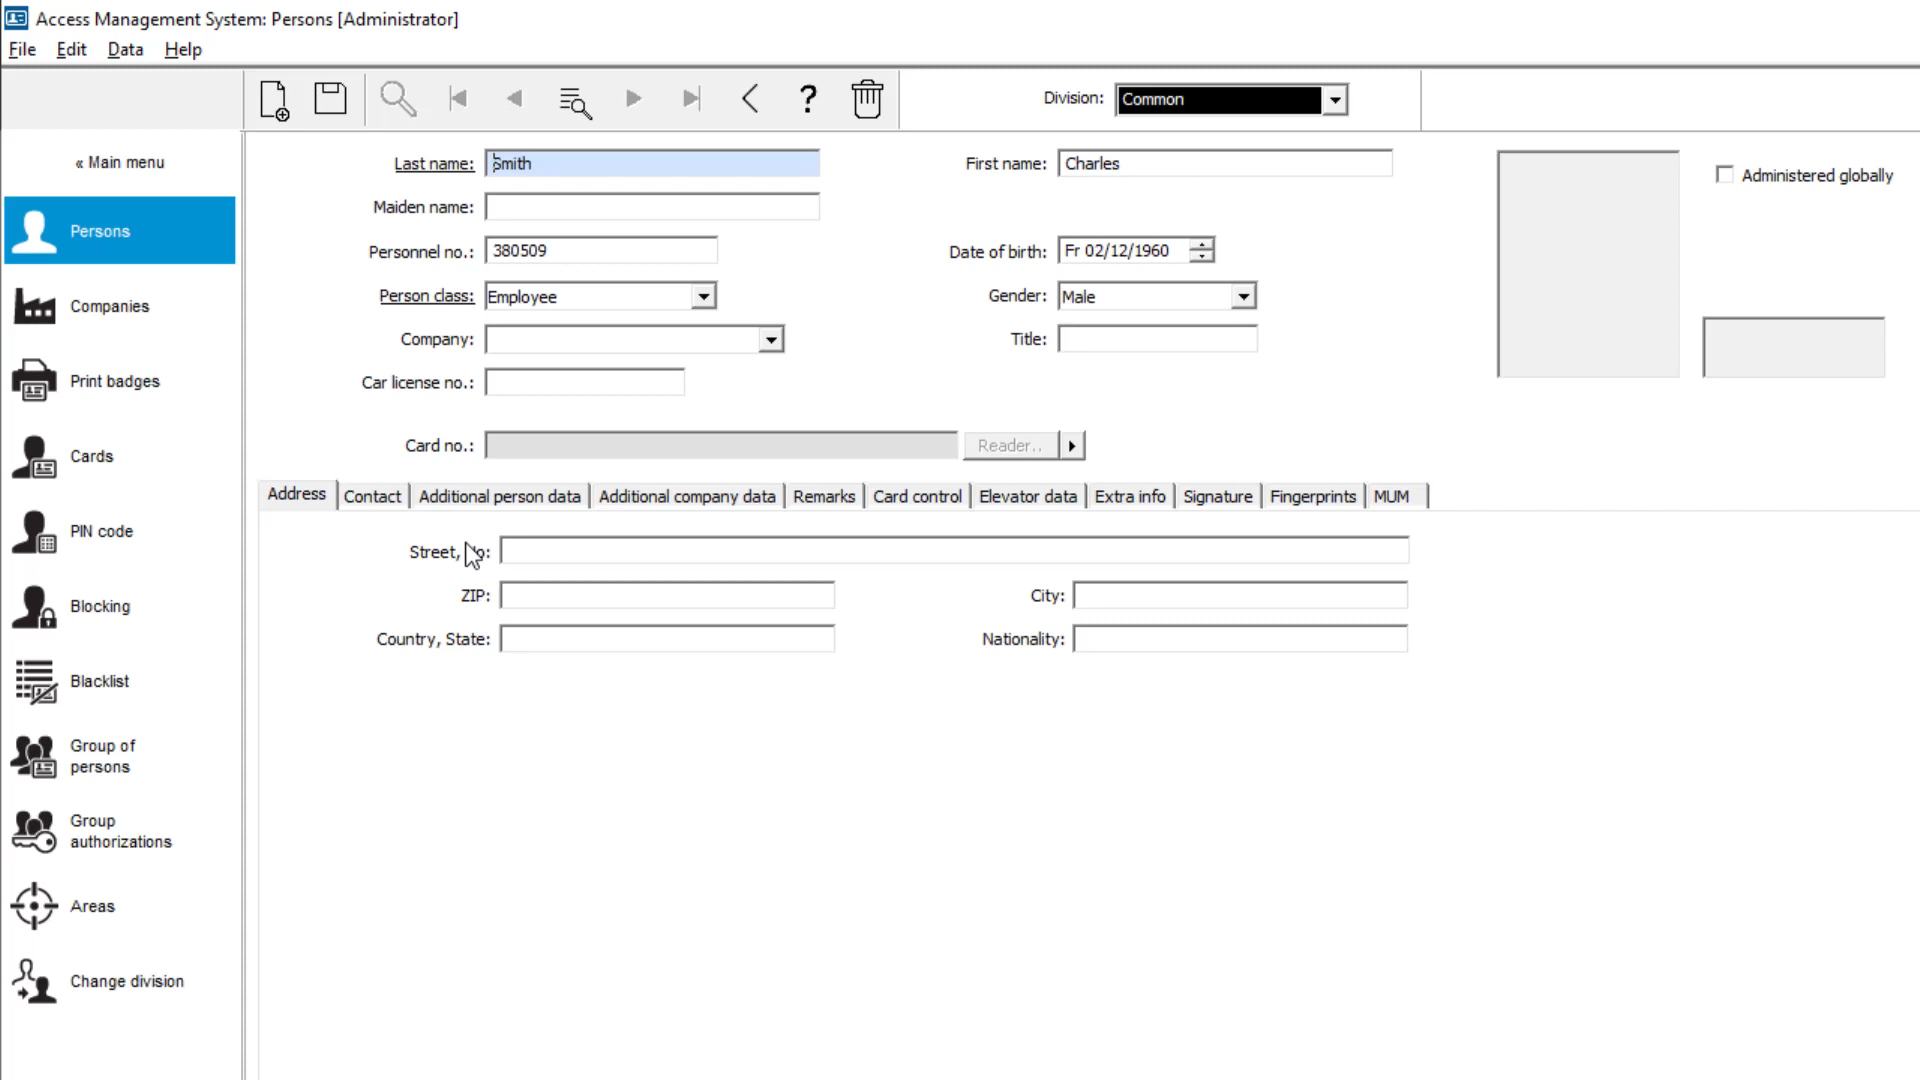 Access Management System: Persons [Administrator]
File Edit Data Help
Division: Common
« Main menu
Persons
Companies
Print badges
Cards
PIN code
Blocking
Blacklist
Group of
persons
Group
authorizations
Areas
Change division
Last name: Smith First name: Charles
Administered globally
Maiden name:
Personnel no.: 380509 Date of birth: Fr 02/12/1960
Person class: Employee Gender: Male
Company: Title:
Car license no.:
Card no.: Reader..
Address Contact Additional person data Additional company data Remarks Card control Elevator data Extra info Signature Fingerprints MUM
Street,
ZIP: City:
Country, State: Nationality: